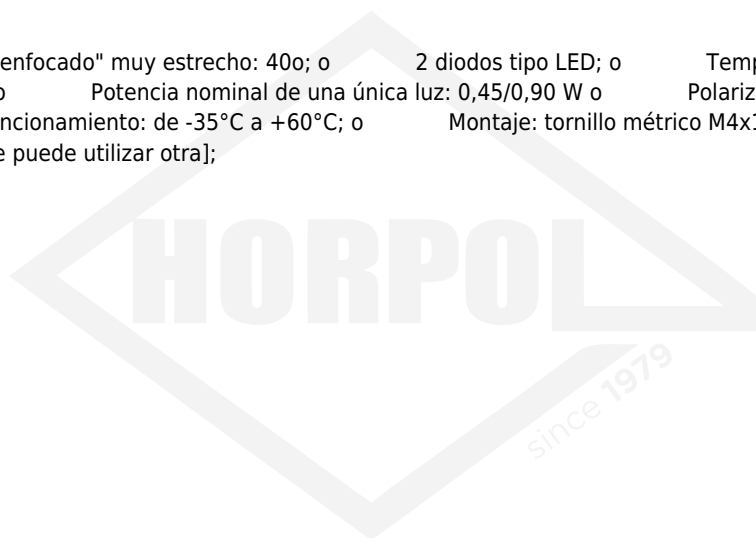 enfocado" muy estrecho: 40o; o 2 diodos tipo LED; o Temp
o Potencia nominal de una única luz: 0,45/0,90 W o Polariz
ncionamiento: de -35°C a +60°C; o Montaje: tornillo métrico M4x1
e puede utilizar otra];
HORPOL
since 1979